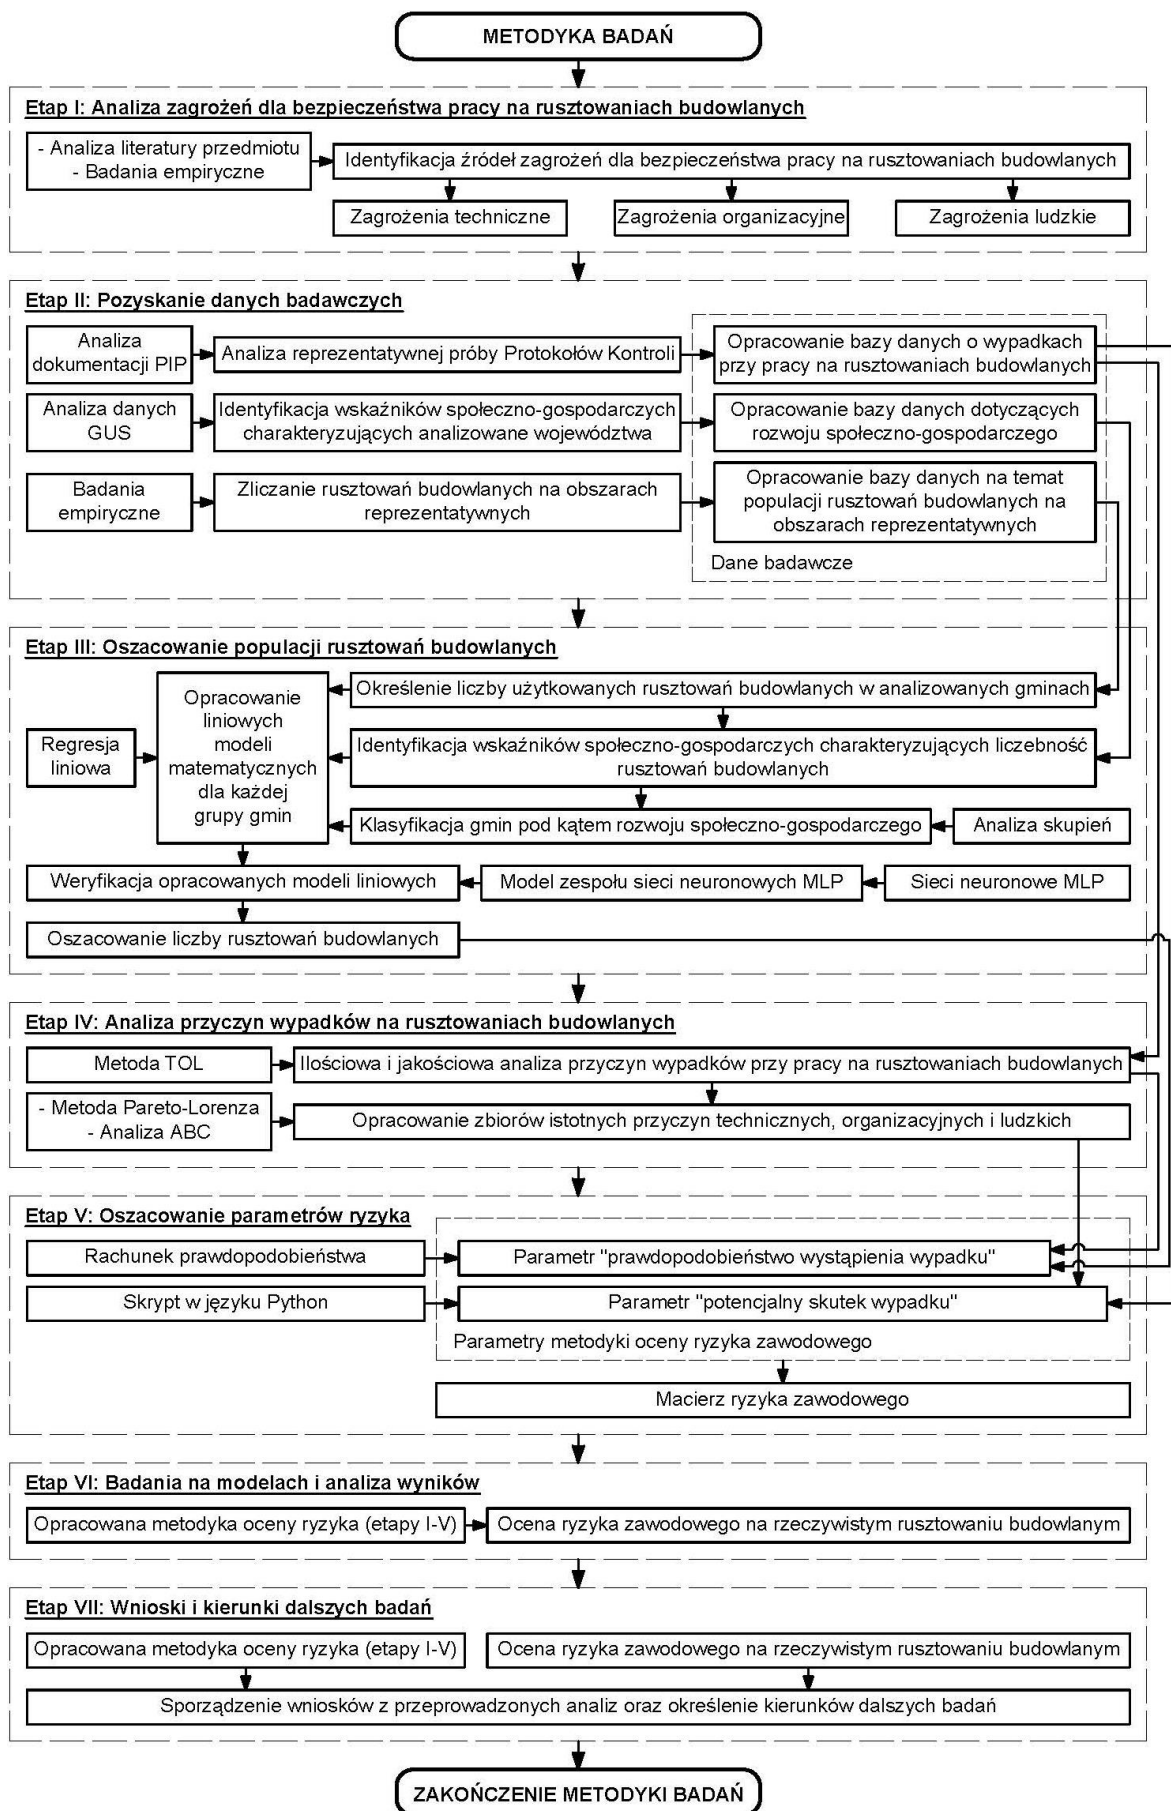 METODYKA BADAŃ
Etap I: Analiza zagrożeń dla bezpieczeństwa pracy na rusztowaniach budowlanych
- Analiza literatury przedmiotu
- Badania empiryczne
Identyfikacja źródeł zagrożeń dla bezpieczeństwa pracy na rusztowaniach budowlanych
Zagrożenia techniczne
Zagrożenia organizacyjne
Zagrożenia ludzkie
Etap II: Pozyskanie danych badawczych
Analiza
dokumentacji PIP
Analiza reprezentatywnej próby Protokołów Kontroli
Opracowanie bazy danych o wypadkach
przy pracy na rusztowaniach budowlanych
Analiza danych
GUS
Identyfikacja wskaźników społeczno-gospodarczych
charakteryzujących analizowane województwa
Opracowanie bazy danych dotyczących
rozwoju społeczno-gospodarczego
Badania
empiryczne
Zliczanie rusztowań budowlanych na obszarach
reprezentatywnych
Opracowanie bazy danych na temat
populacji rusztowań budowlanych na
obszarach reprezentatywnych
Dane badawcze
Etap III: Oszacowanie populacji rusztowań budowlanych
Regresja
liniowa
Opracowanie
liniowych
modeli
matematycznych
dla każdej
grupy gmin
Określenie liczby użytkowanych rusztowań budowlanych w analizowanych gminach
Identyfikacja wskaźników społeczno-gospodarczych charakteryzujących liczebność
rusztowań budowlanych
Klasyfikacja gmin pod kątem rozwoju społeczno-gospodarczego
Analiza skupień
Weryfikacja opracowanych modeli liniowych
Model zespołu sieci neuronowych MLP
Sieci neuronowe MLP
Oszacowanie liczby rusztowań budowlanych
Etap IV: Analiza przyczyn wypadków na rusztowaniach budowlanych
Metoda TOL
Ilościowa i jakościowa analiza przyczyn wypadków przy pracy na rusztowaniach budowlanych
- Metoda Pareto-Lorenza
- Analiza ABC
Opracowanie zbiorów istotnych przyczyn technicznych, organizacyjnych i ludzkich
Etap V: Oszacowanie parametrów ryzyka
Rachunek prawdopodobieństwa
Parametr "prawdopodobieństwo wystąpienia wypadku"
Skrypt w języku Python
Parametr "potencjalny skutek wypadku"
Parametry metodyki oceny ryzyka zawodowego
Macierz ryzyka zawodowego
Etap VI: Badania na modelach i analiza wyników
Opracowana metodyka oceny ryzyka (etapy I-V)
Ocena ryzyka zawodowego na rzeczywistym rusztowaniu budowlanym
Etap VII: Wnioski i kierunki dalszych badań
Opracowana metodyka oceny ryzyka (etapy I-V)
Ocena ryzyka zawodowego na rzeczywistym rusztowaniu budowlanym
Sporządzenie wniosków z przeprowadzonych analiz oraz określenie kierunków dalszych badań
ZAKOŃCZENIE METODYKI BADAŃ